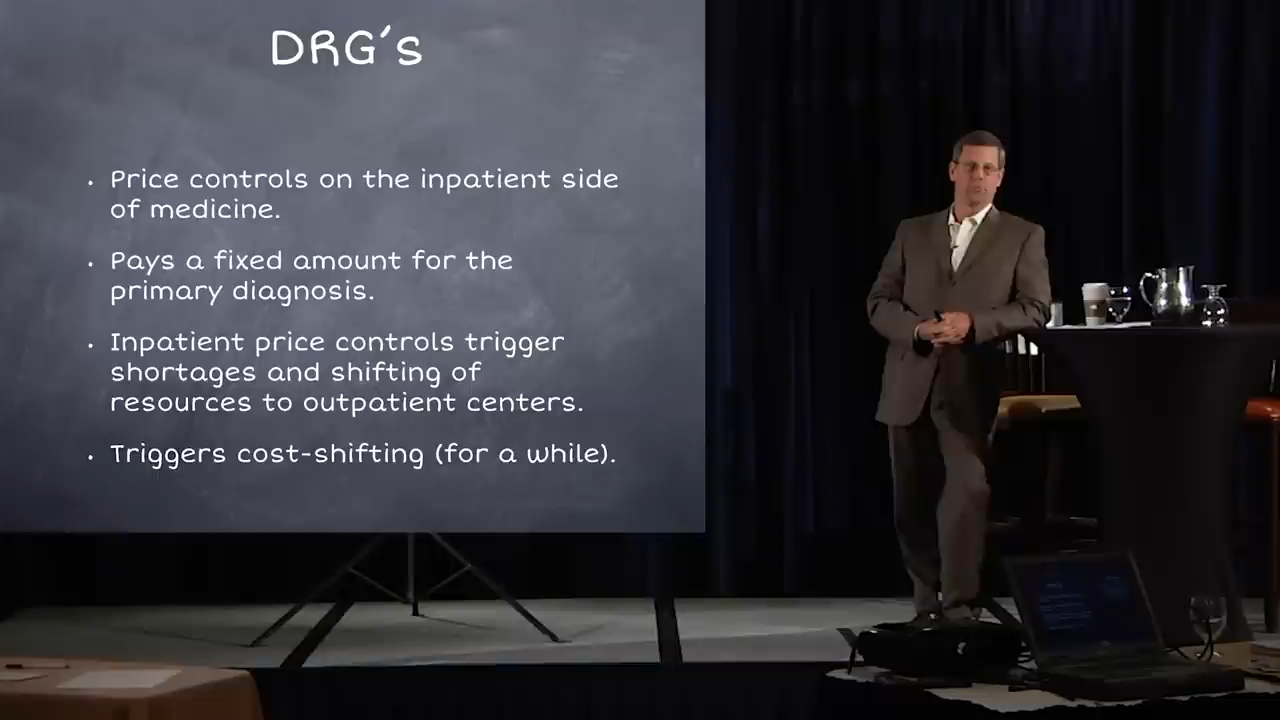 DRG's
• Price controls on the inpatient side
of medicine.
• Pays a fixed amount for the
primary diagnosis.
• Inpatient price controls trigger
shortages and shifting of
resources to outpatient centers.
• Triggers cost-shifting (for a while).